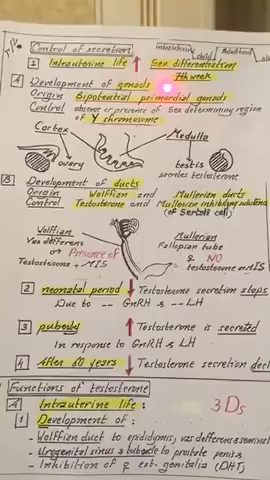 Control of secretion
intrauterine child Adulthood
1 Intrauterine life ↑ Sex differentiation
7th week
A Development of gonads
Origin Bipotential primordial gonads
Control absence or presence of Sex determining region
of Y chromosome.
Cortex Medulla
ovary testis
secretes testosterone
B Development of ducts
Origin Wolffian and Mullerian ducts
Control Testosterone and Mullerian inhibiting substance
(of Sertoli cell)
Wolffian Mullerian
Vas deferens Fallopian tube
Presence of & NO
Testosterone + MIS testosterone or MIS
2 neonatal period ↓ Testosterone secretion stops
Due to -- GnRH & -- LH
3 puberty ↑ Testosterone is secreted
In response to GnRH & LH
4 After 60 years ↓ Testosterone secretion decl
Functions of testosterone
A Intrauterine life : 3 Ds
1 Development of :
- Wolffian duct to epididymis, vas deferens & seminal
- Urogenital sinus & tubercle to prostate penis
- Inhibition of ♀ ext. genitalia (DHT)